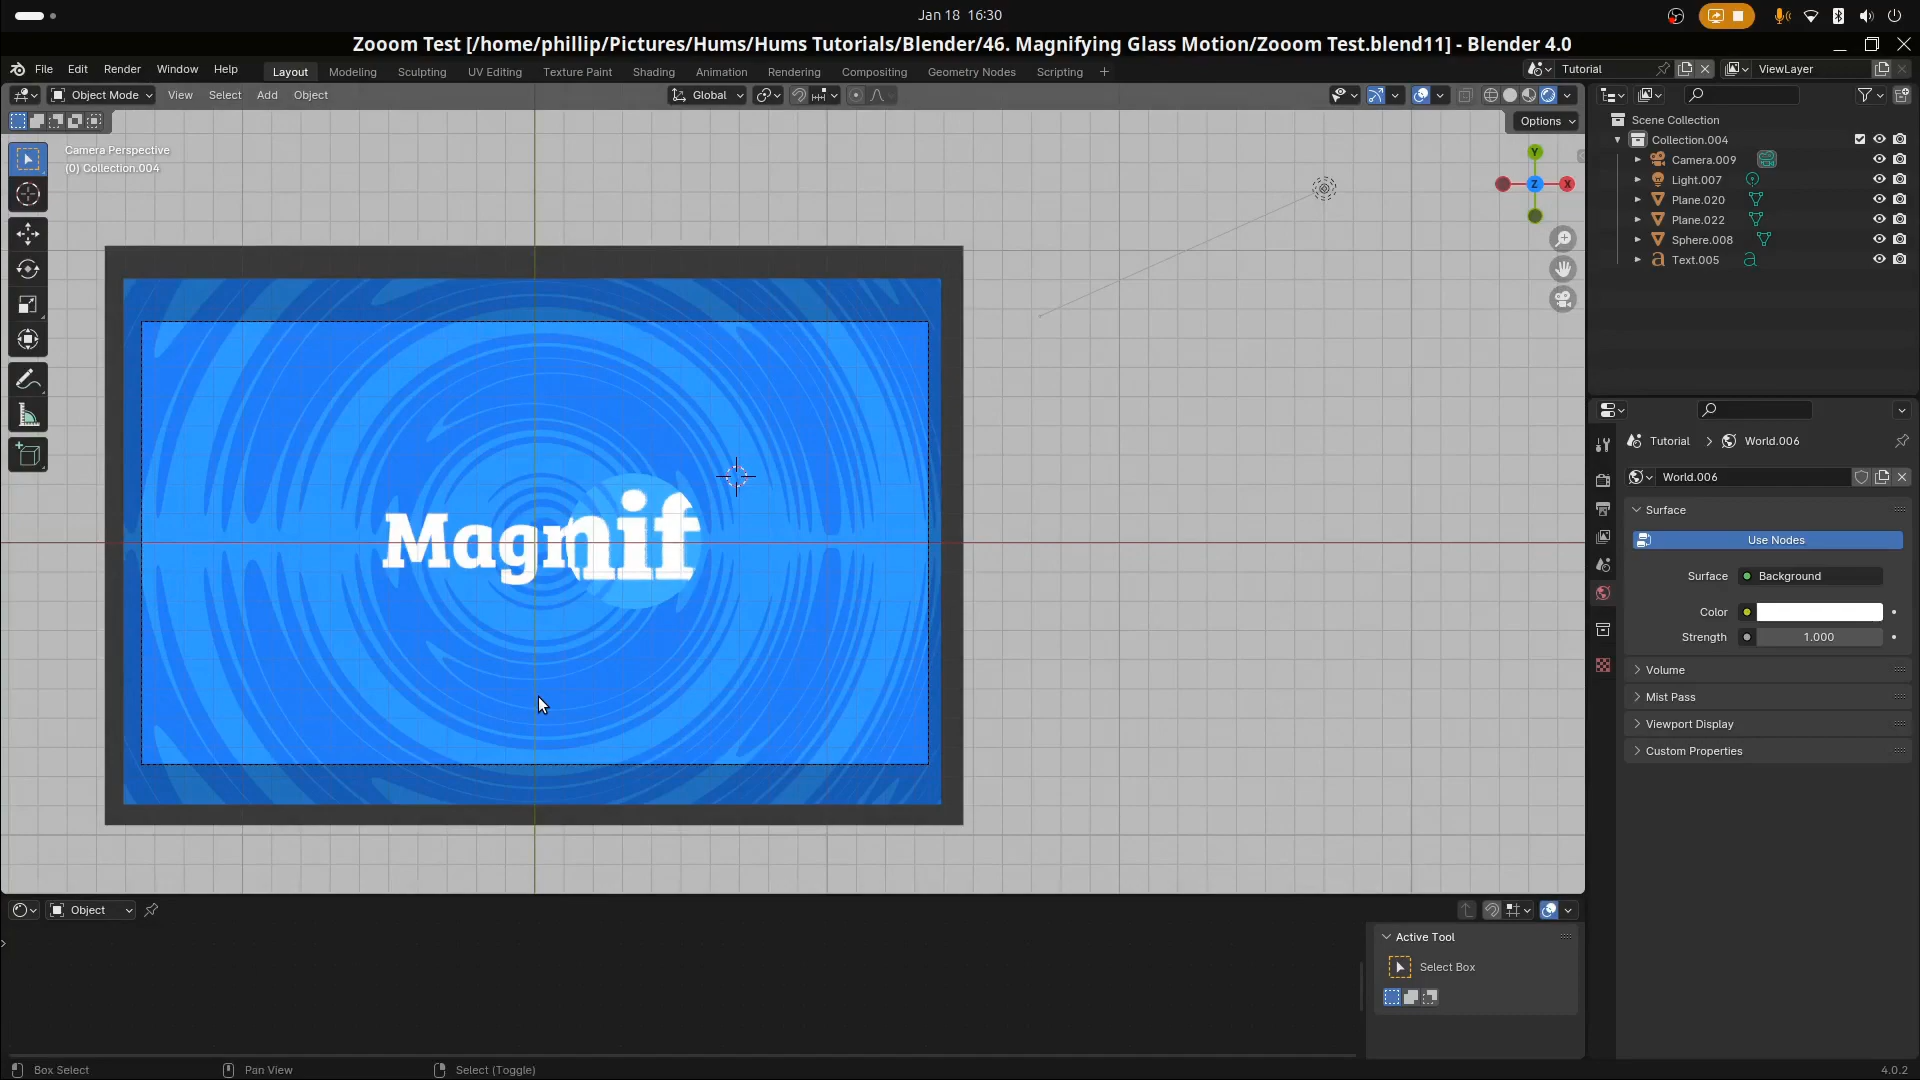 Jan 18 16:30
Zooom Test [/home/phillip/Pictures/Hums/Hums Tutorials/Blender/46. Magnifying Glass Motion/Zooom Test.blend11] - Blender 4.0
File Edit Render Window Help Layout Modeling Sculpting UV Editing Texture Paint Shading Animation Rendering Compositing Geometry Nodes Scripting + Tutorial ViewLayer
Object Mode View Select Add Object Global
Options
Camera Perspective
(0) Collection.004
Y
X
Z
Magnif
Scene Collection
Collection.004
Camera.009
Light.007
Plane.020
Plane.022
Sphere.008
Text.005
Tutorial > World.006
World.006
Surface
Use Nodes
Surface Background
Color
Strength 1.000
Volume
Mist Pass
Viewport Display
Custom Properties
Object
Active Tool
Select Box
Box Select Pan View Select (Toggle) 4.0.2